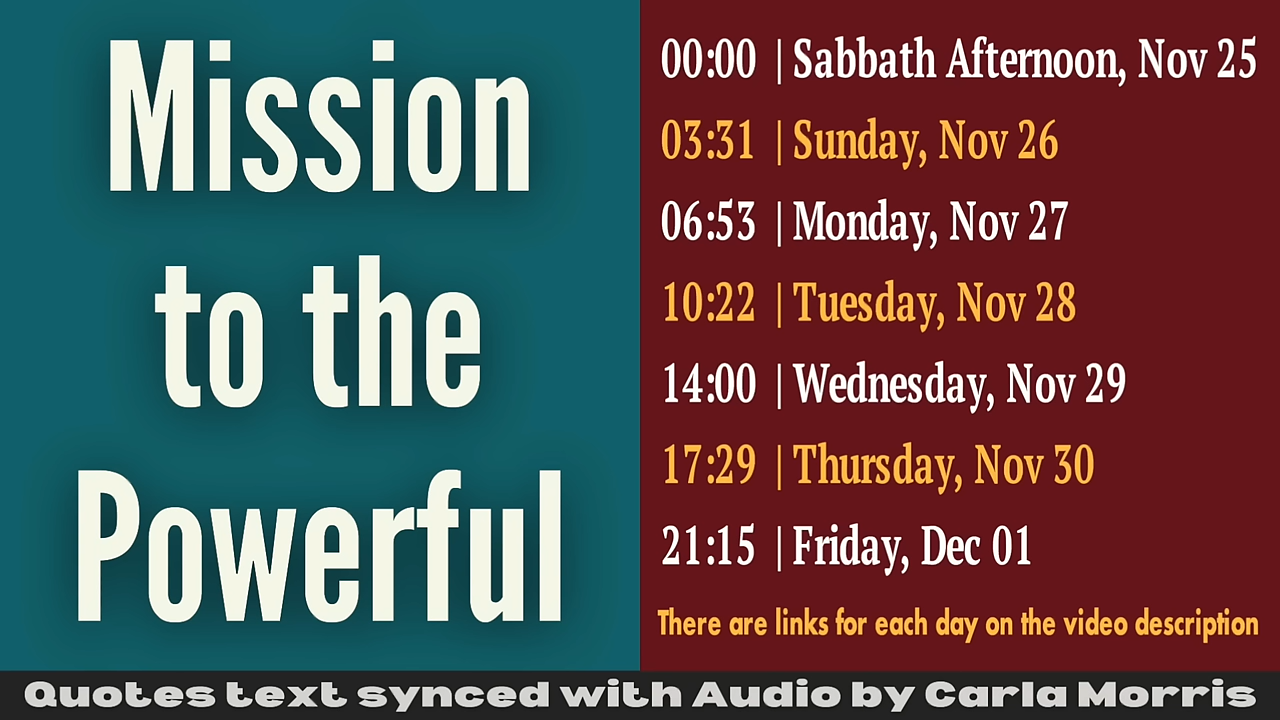 Mission
to the
Powerful
00:00 | Sabbath Afternoon, Nov 25
03:31 | Sunday, Nov 26
06:53 | Monday, Nov 27
10:22 | Tuesday, Nov 28
14:00 | Wednesday, Nov 29
17:29 | Thursday, Nov 30
21:15 | Friday, Dec 01
There are links for each day on the video description
Quotes text synced with Audio by Carla Morris